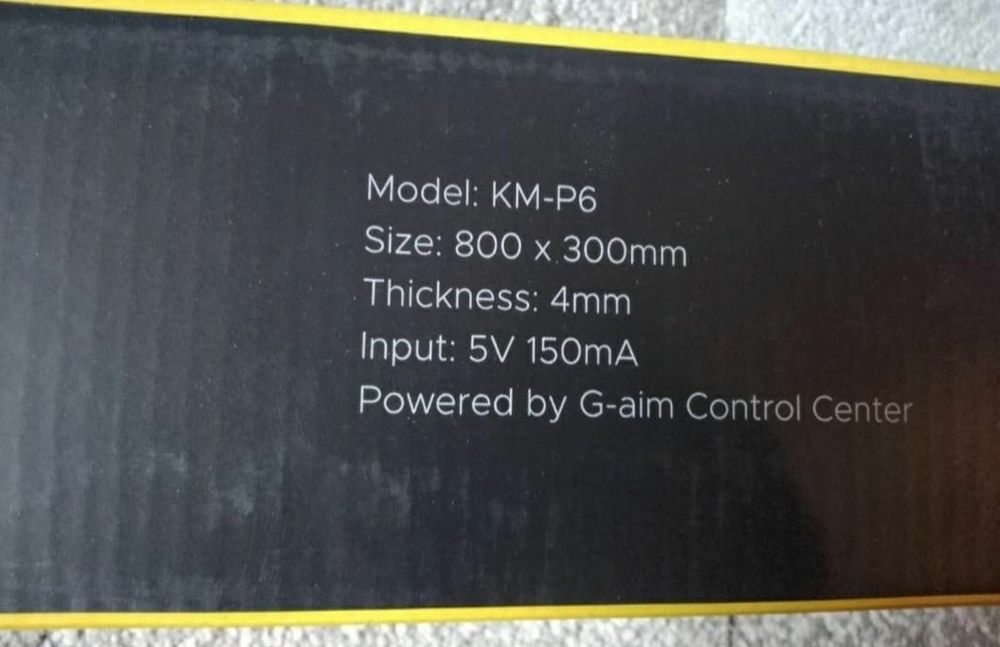 Model: KM-P6
Size: 800 x 300mm
Thickness: 4mm
Input: 5V 150mA
Powered by G-aim Control Center